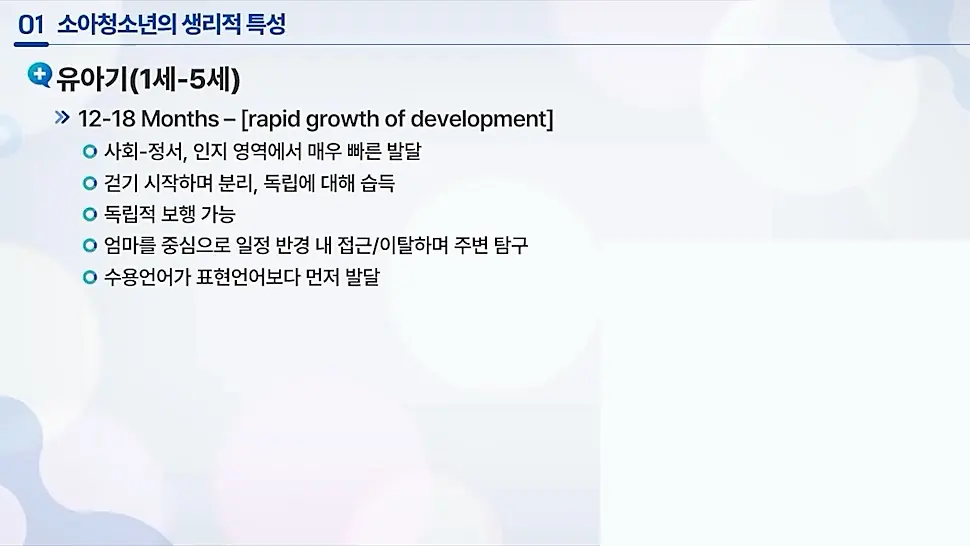 01 소아청소년의 생리적 특성
유아기(1세-5세)
12-18 Months – [rapid growth of development]
사회-정서, 인지 영역에서 매우 빠른 발달
걷기 시작하며 분리, 독립에 대해 습득
독립적 보행 가능
엄마를 중심으로 일정 반경 내 접근/이탈하며 주변 탐구
수용언어가 표현언어보다 먼저 발달